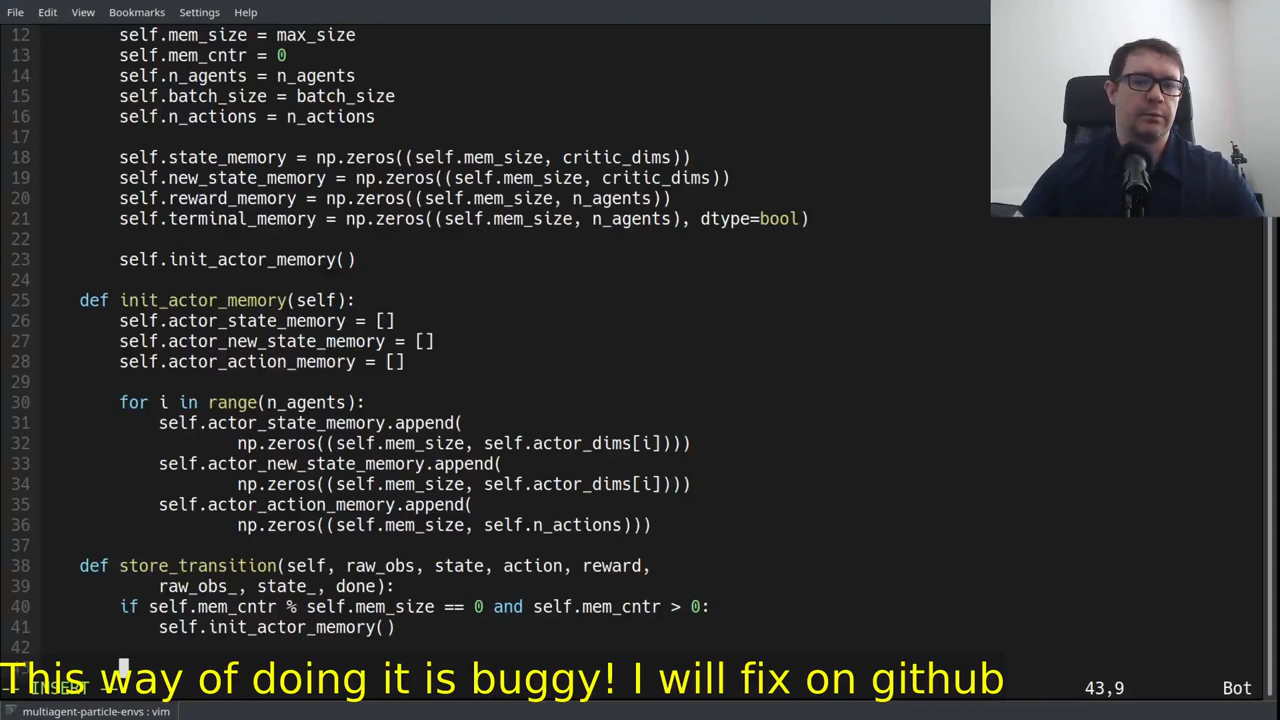 File Edit View Bookmarks Settings Help
12 self.mem_size = max_size
13 self.mem_cntr = 0
14 self.n_agents = n_agents
15 self.batch_size = batch_size
16 self.n_actions = n_actions
17
18 self.state_memory = np.zeros((self.mem_size, critic_dims))
19 self.new_state_memory = np.zeros((self.mem_size, critic_dims))
20 self.reward_memory = np.zeros((self.mem_size, n_agents))
21 self.terminal_memory = np.zeros((self.mem_size, n_agents), dtype=bool)
22
23 self.init_actor_memory()
24
25 def init_actor_memory(self):
26 self.actor_state_memory = []
27 self.actor_new_state_memory = []
28 self.actor_action_memory = []
29
30 for i in range(n_agents):
31 self.actor_state_memory.append(
32 np.zeros((self.mem_size, self.actor_dims[i])))
33 self.actor_new_state_memory.append(
34 np.zeros((self.mem_size, self.actor_dims[i])))
35 self.actor_action_memory.append(
36 np.zeros((self.mem_size, self.n_actions)))
37
38 def store_transition(self, raw_obs, state, action, reward,
39 raw_obs_, state_, done):
40 if self.mem_cntr % self.mem_size == 0 and self.mem_cntr > 0:
41 self.init_actor_memory()
42
This way of doing it is buggy! I will fix on github
-- INSERT -- 43,9 Bot
multiagent-particle-envs : vim